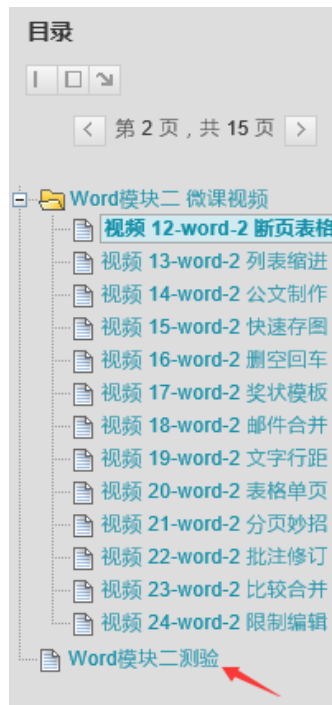 目录
第 2 页 , 共 15 页
Word模块二 微课视频
视频 12-word-2 断页表格
视频 13-word-2 列表缩进
视频 14-word-2 公文制作
视频 15-word-2 快速存图
视频 16-word-2 删空回车
视频 17-word-2 奖状模板
视频 18-word-2 邮件合并
视频 19-word-2 文字行距
视频 20-word-2 表格单页
视频 21-word-2 分页妙招
视频 22-word-2 批注修订
视频 23-word-2 比较合并
视频 24-word-2 限制编辑
Word模块二测验